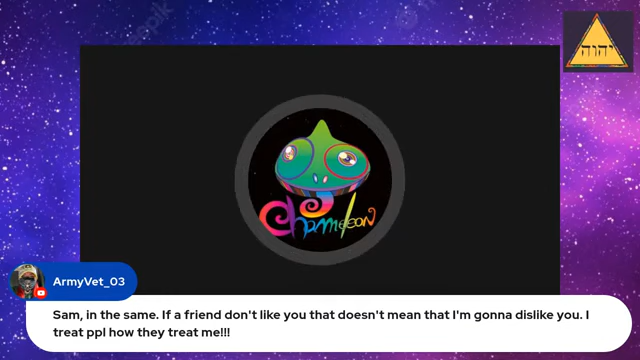 יהוה
Chameleon
ArmyVet_03
Sam, in the same. If a friend don't like you that doesn't mean that I'm gonna dislike you. I
treat ppl how they treat me!!!